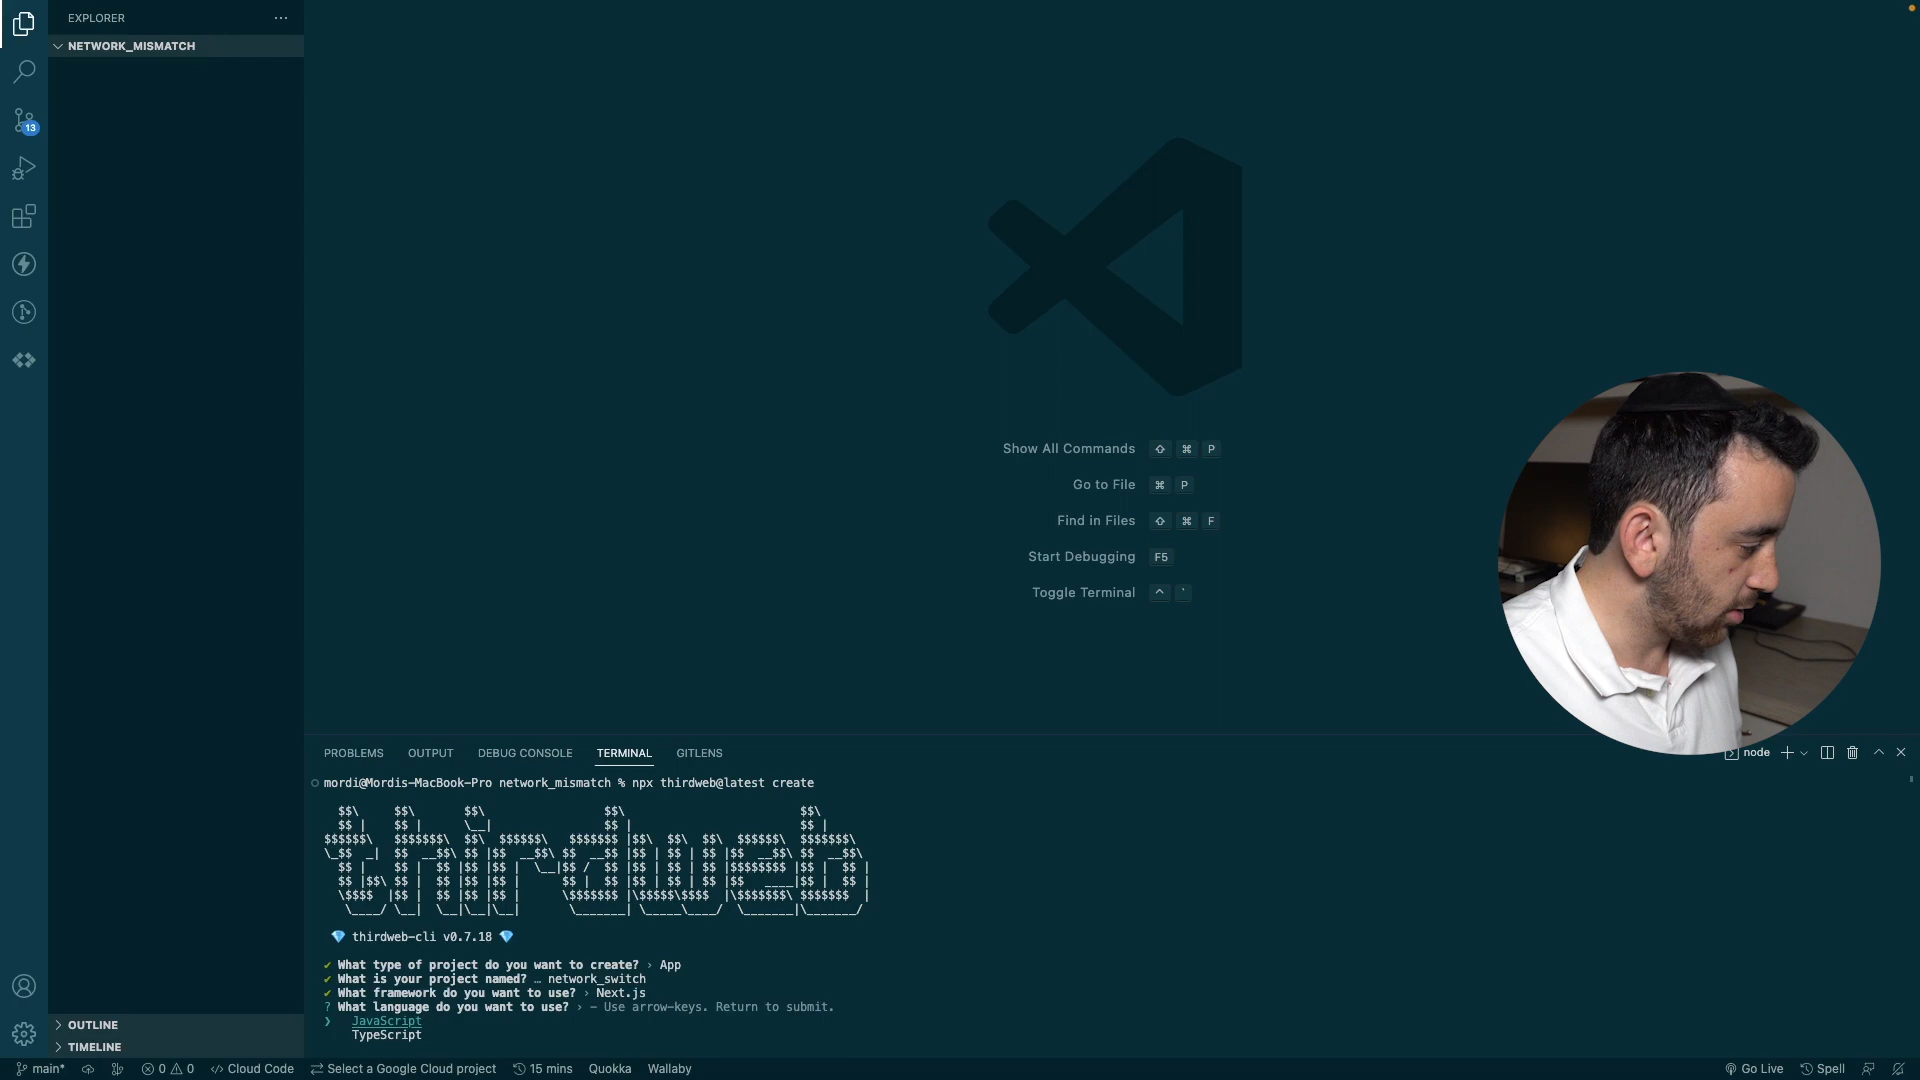 EXPLORER
NETWORK_MISMATCH
13
Show All Commands ⇧ ⌘ P
Go to File ⌘ P
Find in Files ⇧ ⌘ F
Start Debugging F5
Toggle Terminal ^ `
PROBLEMS OUTPUT DEBUG CONSOLE TERMINAL GITLENS
node
mordi@Mordis-MacBook-Pro network_mismatch % npx thirdweb@latest create
thirdweb
💎 thirdweb-cli v0.7.18 💎
✔ What type of project do you want to create? › App
✔ What is your project named? … network_switch
✔ What framework do you want to use? › Next.js
? What language do you want to use? › - Use arrow-keys. Return to submit.
❯ JavaScript
TypeScript
OUTLINE
TIMELINE
main* 0 0 Cloud Code Select a Google Cloud project 15 mins Quokka Wallaby Go Live Spell